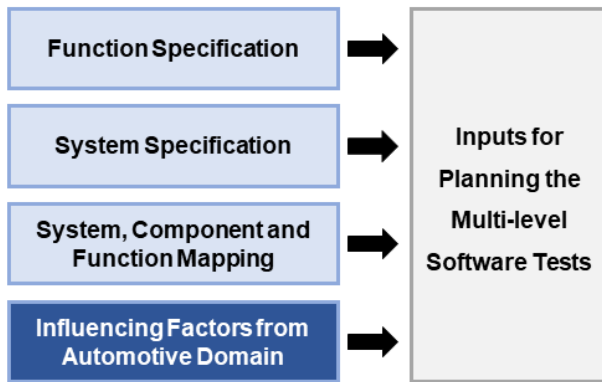 Function Specification
System Specification
System, Component and
Function Mapping
Influencing Factors from
Automotive Domain
Inputs for
Planning the
Multi-level
Software Tests